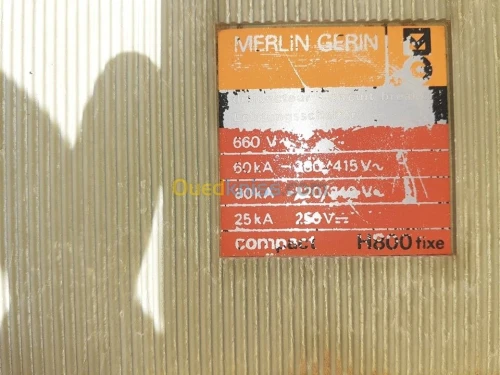 MERLiN GERIN
660 V ~
60 kA 380/415 V ~
80 kA 220/240 V ~
25 kA 250 V
compact H800 fixe